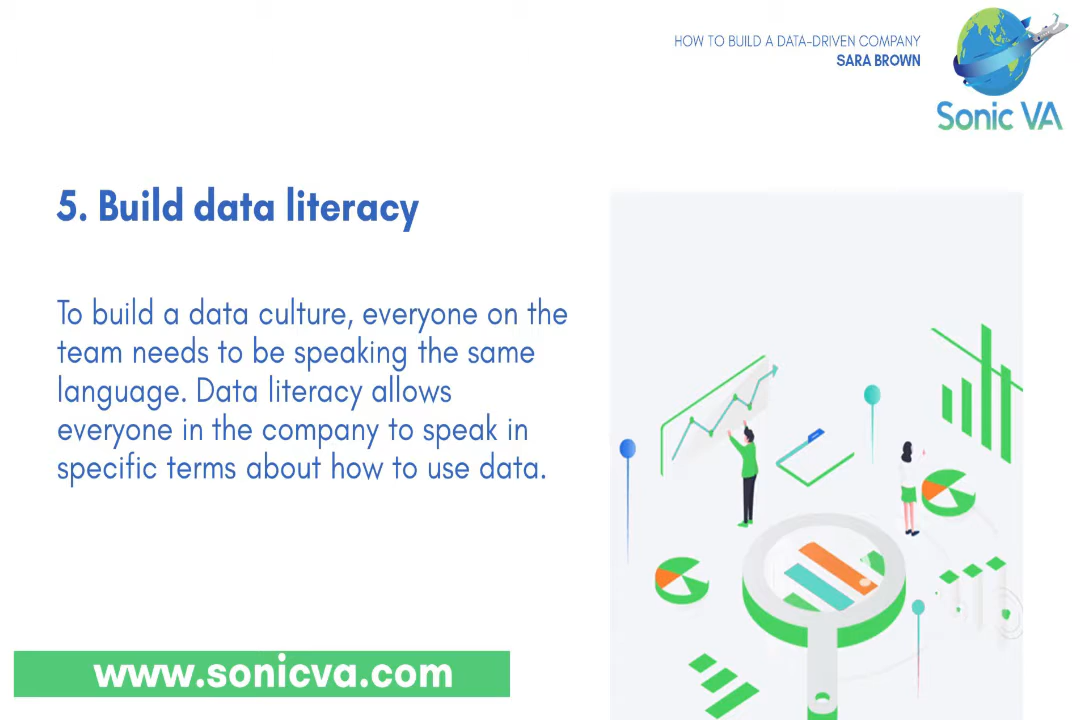 HOW TO BUILD A DATA-DRIVEN COMPANY
SARA BROWN
Sonic VA
5. Build data literacy
To build a data culture, everyone on the
team needs to be speaking the same
language. Data literacy allows
everyone in the company to speak in
specific terms about how to use data.
www.sonicva.com